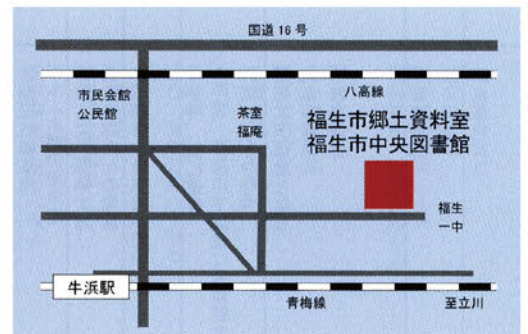 国道16号
八高線
市民会館
公民館
茶室
福庵
福生市郷土資料室
福生市中央図書館
福生
一中
牛浜駅
青梅線
至立川